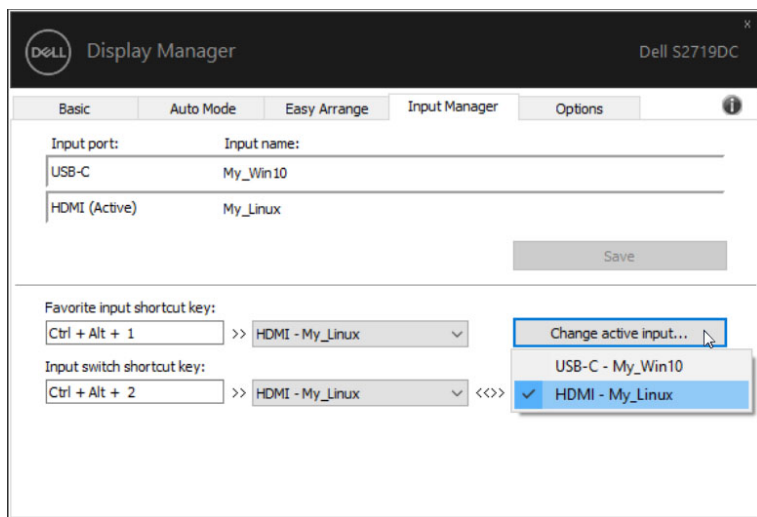 DELL Display Manager Dell S2719DC
Basic Auto Mode Easy Arrange Input Manager Options
Input port: Input name:
USB-C My_Win10
HDMI (Active) My_Linux
Save
Favorite input shortcut key:
Ctrl + Alt + 1 >> HDMI - My_Linux Change active input...
Input switch shortcut key:
USB-C - My_Win10
Ctrl + Alt + 2 >> HDMI - My_Linux <<>> HDMI - My_Linux